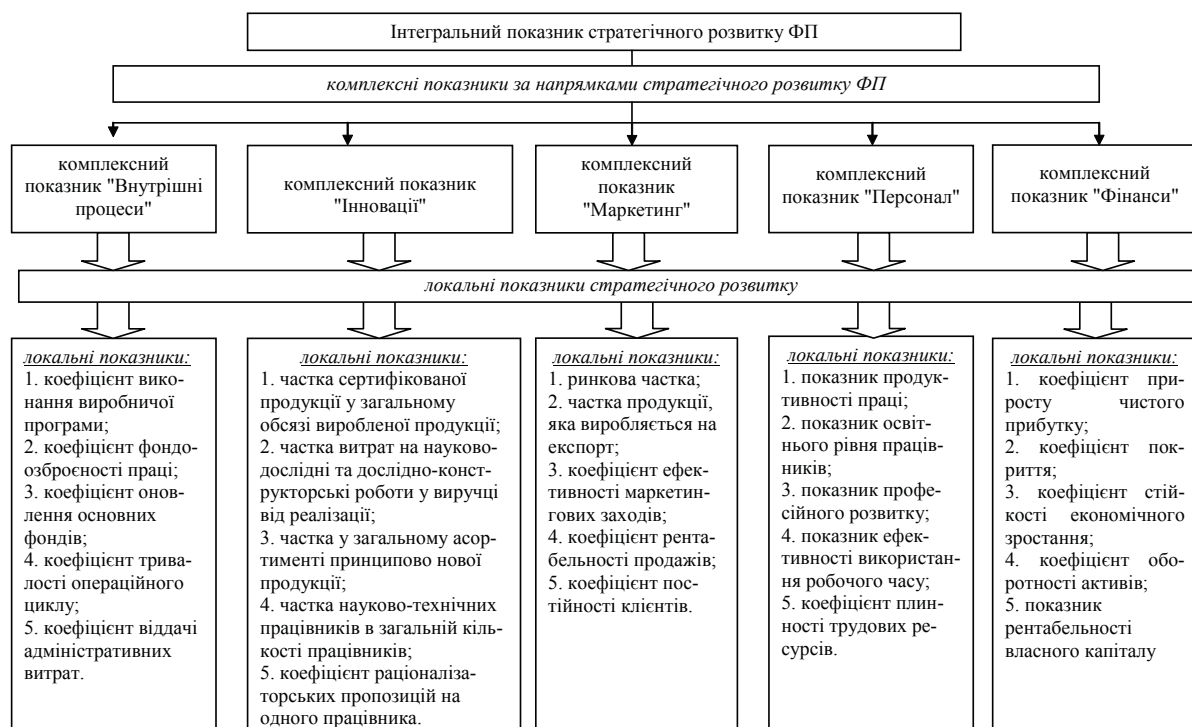 Інтегральний показник стратегічного розвитку ФП
комплексні показники за напрямками стратегічного розвитку ФП
комплексний
показник "Внутрішні
процеси"
комплексний показник
"Інновації"
комплексний
показник
"Маркетинг"
комплексний
показник "Персонал"
комплексний
показник "Фінанси"
локальні показники стратегічного розвитку
локальні показники:
1. коефіцієнт вико-
нання виробничої
програми;
2. коефіцієнт фондо-
озброєності праці;
3. коефіцієнт онов-
лення основних
фондів;
4. коефіцієнт трива-
лості операційного
циклу;
5. коефіцієнт віддачі
адміністративних
витрат.
локальні показники:
1. частка сертифікованої
продукції у загальному
обсязі виробленої продукції;
2. частка витрат на науково-
дослідні та дослідно-конст-
рукторські роботи у виручці
від реалізації;
3. частка у загальному асор-
тименті принципово нової
продукції;
4. частка науково-технічних
працівників в загальній кіль-
кості працівників;
5. коефіцієнт раціоналіза-
торських пропозицій на
одного працівника.
локальні показники:
1. ринкова частка;
2. частка продукції,
яка виробляється на
експорт;
3. коефіцієнт ефек-
тивності маркетин-
гових заходів;
4. коефіцієнт рента-
бельності продажів;
5. коефіцієнт пос-
тійності клієнтів.
локальні показники:
1. показник продук-
тивності праці;
2. показник освіт-
нього рівня праців-
ників;
3. показник профе-
сійного розвитку;
4. показник ефек-
тивності використан-
ня робочого часу;
5. коефіцієнт плин-
ності трудових ре-
сурсів.
локальні показники:
1. коефіцієнт при-
росту чистого
прибутку;
2. коефіцієнт пок-
риття;
3. коефіцієнт стій-
кості економічного
зростання;
4. коефіцієнт обо-
ротності активів;
5. показник
рентабельності
власного капіталу